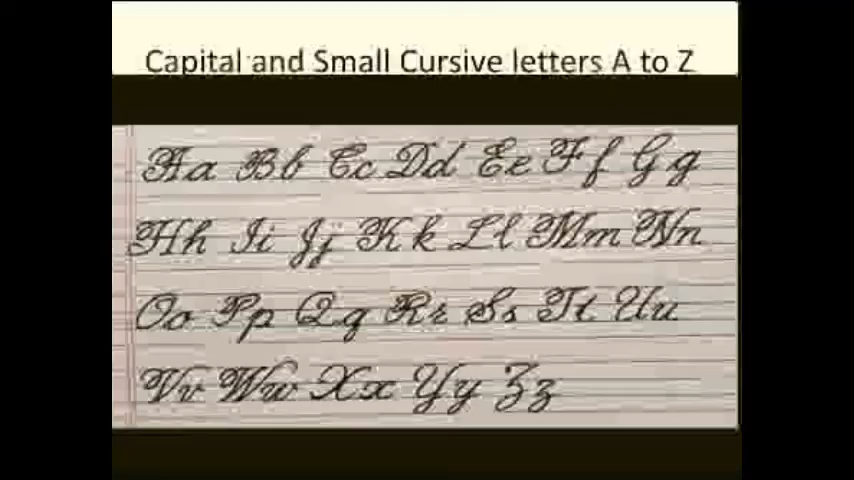 Capital and Small Cursive letters A to Z
Aa Bb Cc Dd Ee Ff Gg
Hh Ii Jj Kk Ll Mm Nn
Oo Pp Qq Rr Ss Tt Uu
Vv Ww Xx Yy Zz